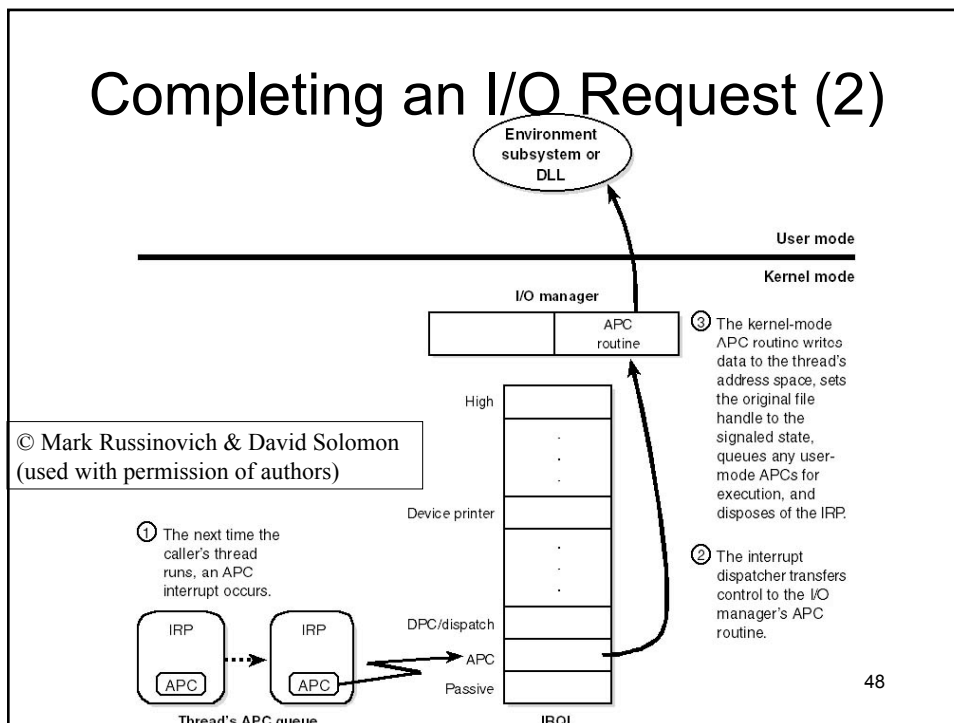 Completing an I/O Request (2)
Environment
subsystem or
DLL
User mode
Kernel mode
I/O manager
APC
routine
③ The kernel-mode
APC routine writes
data to the thread's
address space, sets
the original file
handle to the
signaled state,
queues any user-
mode APCs for
execution, and
disposes of the IRP.
High
.
.
.
© Mark Russinovich & David Solomon
(used with permission of authors)
Device printer
.
.
.
① The next time the
caller's thread
runs, an APC
interrupt occurs.
② The interrupt
dispatcher transfers
control to the I/O
manager's APC
routine.
IRP
APC
IRP
APC
DPC/dispatch
APC
Passive
Thread's APC queue
IRQL
48